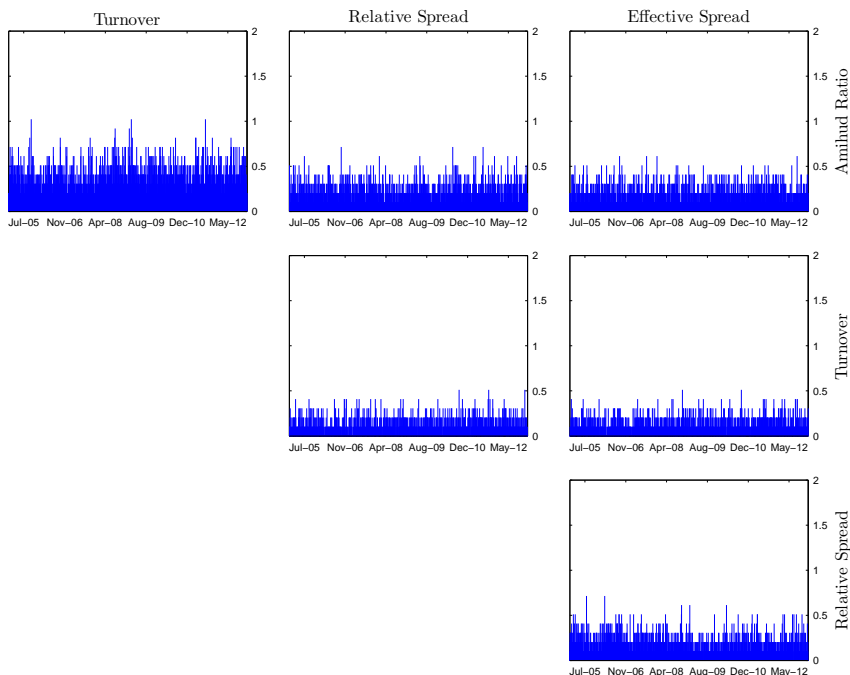 Turnover Relative Spread Effective Spread
2 2 2
1.5 1.5 1.5
1 1 1
0.5 0.5 0.5
0 0 0
Amihud Ratio
Jul–05 Nov–06 Apr–08 Aug–09 Dec–10 May–12 Jul–05 Nov–06 Apr–08 Aug–09 Dec–10 May–12 Jul–05 Nov–06 Apr–08 Aug–09 Dec–10 May–12
2 2
1.5 1.5
1 1
0.5 0.5
0 0
Turnover
Jul–05 Nov–06 Apr–08 Aug–09 Dec–10 May–12 Jul–05 Nov–06 Apr–08 Aug–09 Dec–10 May–12
2
1.5
1
0.5
0
Relative Spread
Jul–05 Nov–06 Apr–08 Aug–09 Dec–10 May–12